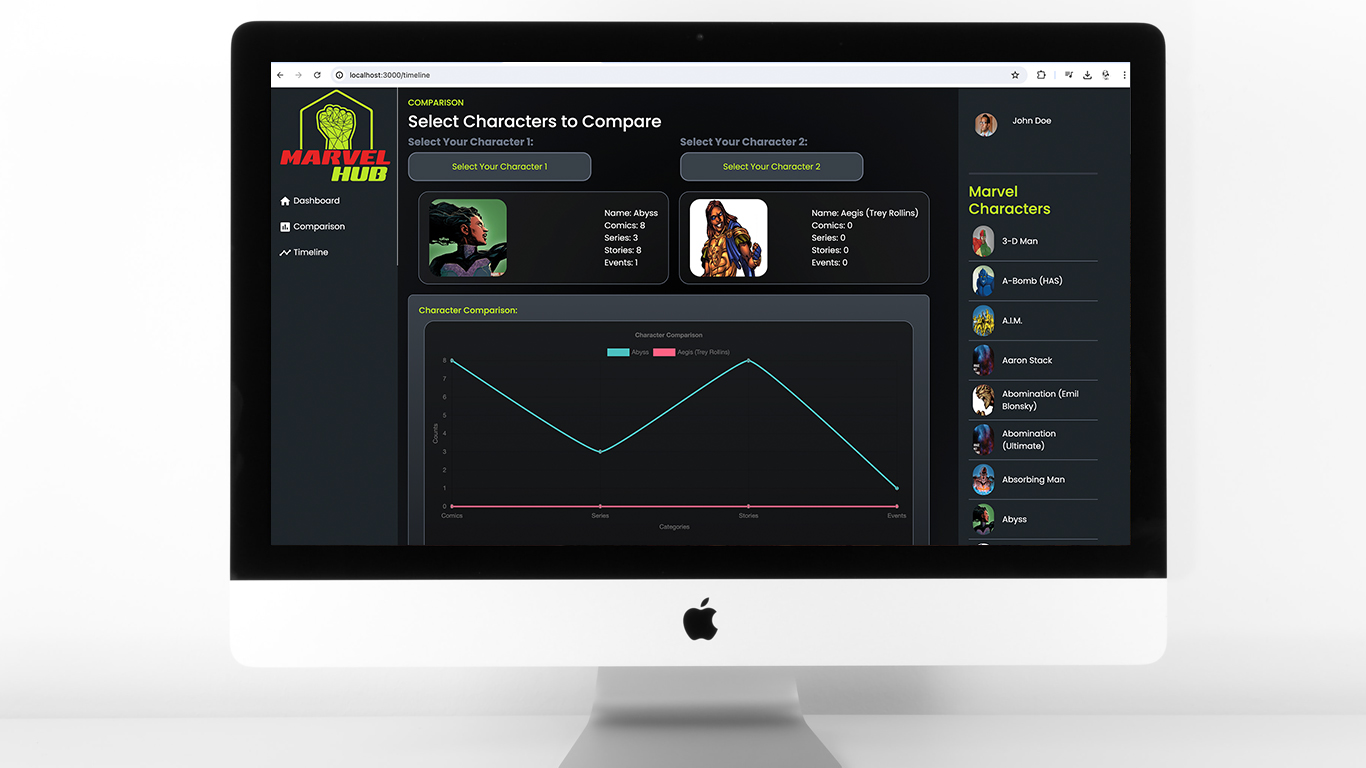 localhost:3000/timeline
MARVEL
HUB
Dashboard
Comparison
Timeline
COMPARISON
Select Characters to Compare
Select Your Character 1:
Select Your Character 2:
Select Your Character 1
Select Your Character 2
Name: Abyss
Comics: 8
Series: 3
Stories: 8
Events: 1
Name: Aegis (Trey Rollins)
Comics: 0
Series: 0
Stories: 0
Events: 0
Character Comparison:
Character Comparison
Abyss
Aegis (Trey Rollins)
8
7
6
5
4
3
2
1
0
Counts
Comics
Series
Stories
Events
Categories
John Doe
Marvel
Characters
3-D Man
A-Bomb (HAS)
A.I.M.
Aaron Stack
Abomination (Emil
Blonsky)
Abomination
(Ultimate)
Absorbing Man
Abyss